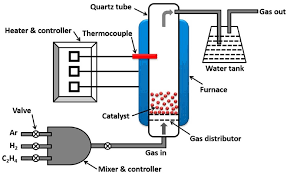 Quartz tube
Gas out
Heater & controller
Thermocouple
Water tank
Furnace
Catalyst
Valve
Gas distributor
Ar
Gas in
H₂
C₂H₄
Mixer & controller